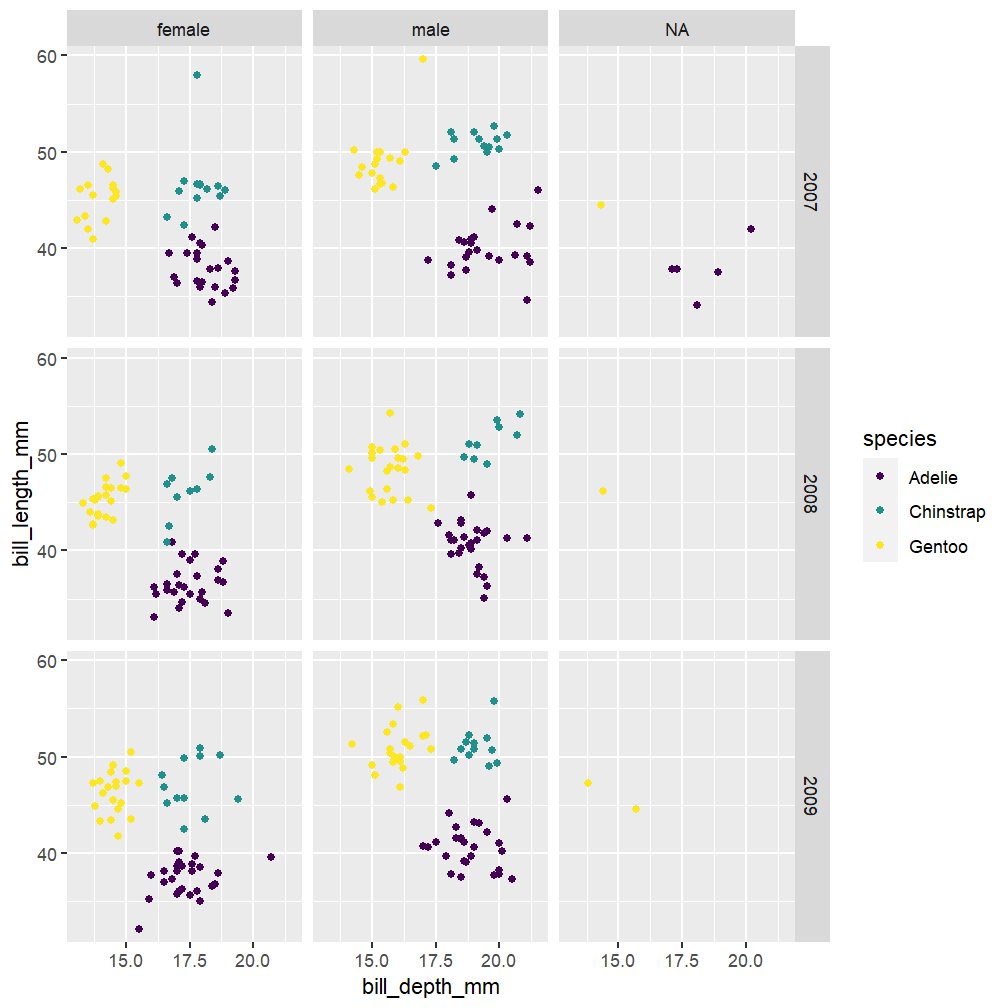 female male NA
60
50
40
2007
60
50
40
2008
60
50
40
2009
15.0 17.5 20.0 15.0 17.5 20.0 15.0 17.5 20.0
bill_depth_mm
bill_length_mm
species
Adelie
Chinstrap
Gentoo